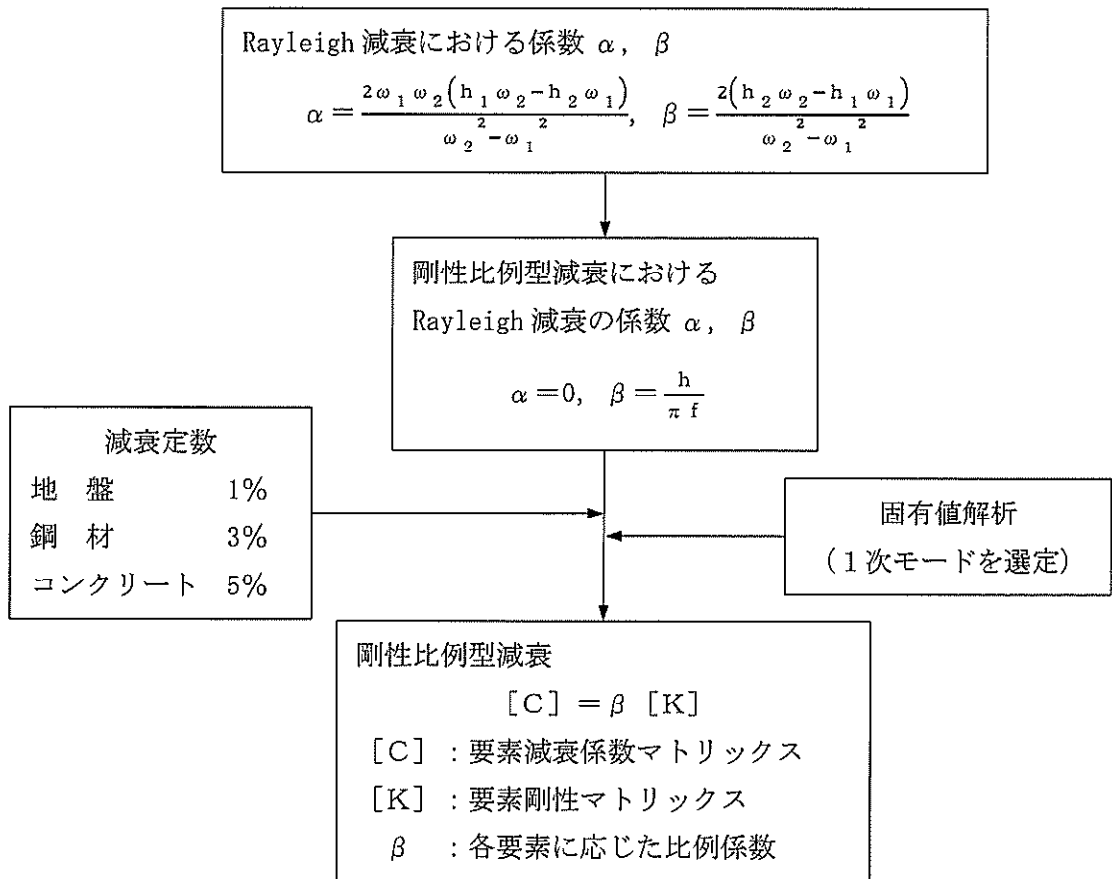 Rayleigh 減衰における係数 α, β
α=2ω₁ω₂(h₁ω₂−h₂ω₁)/ω₂²−ω₁², β=2(h₂ω₂−h₁ω₁)/ω₂²−ω₁²
剛性比例型減衰における
Rayleigh 減衰の係数 α, β
α=0, β=h/π f
減衰定数
地 盤 1%
鋼 材 3%
コンクリート 5%
固有値解析
(1次モードを選定)
剛性比例型減衰
[C]=β [K]
[C] :要素減衰係数マトリックス
[K] :要素剛性マトリックス
β :各要素に応じた比例係数